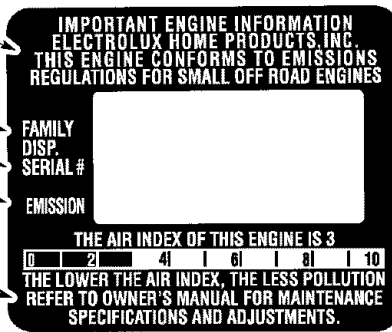 IMPORTANT ENGINE INFORMATION
ELECTROLUX HOME PRODUCTS, INC.
THIS ENGINE CONFORMS TO EMISSIONS
REGULATIONS FOR SMALL OFF ROAD ENGINES
FAMILY
DISP.
SERIAL #
EMISSION
THE AIR INDEX OF THIS ENGINE IS 3
0 2 4 6 8 10
THE LOWER THE AIR INDEX, THE LESS POLLUTION
REFER TO OWNER'S MANUAL FOR MAINTENANCE
SPECIFICATIONS AND ADJUSTMENTS.